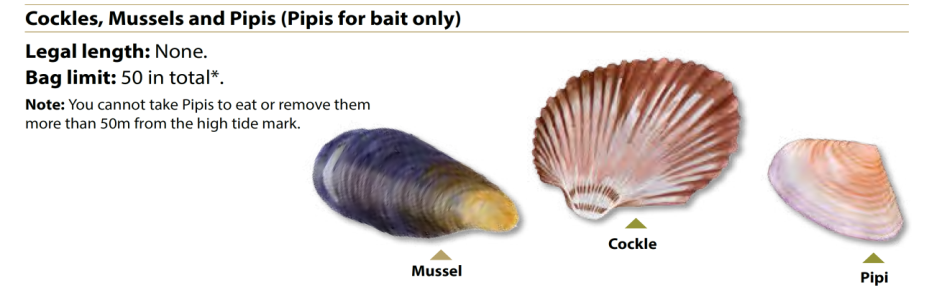 Cockles, Mussels and Pipis (Pipis for bait only)
Legal length: None.
Bag limit: 50 in total*.
Note: You cannot take Pipis to eat or remove them
more than 50m from the high tide mark.
Mussel
Cockle
Pipi